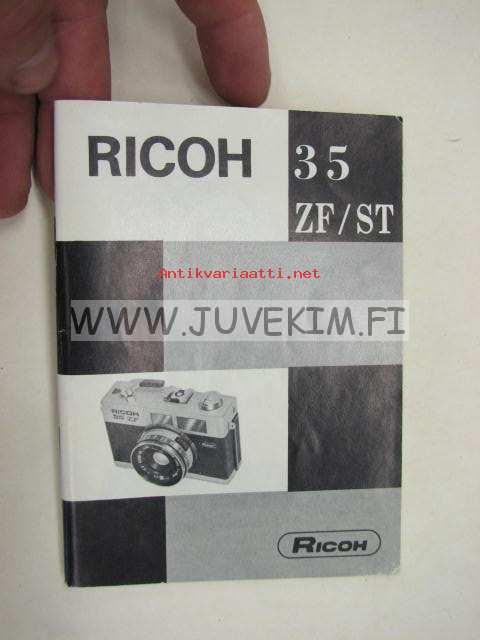 RICOH 35
ZF/ST
Antikvariaatti.net
WWW.JUVEKIM.FI
RICOH
35 ZF
RICOH